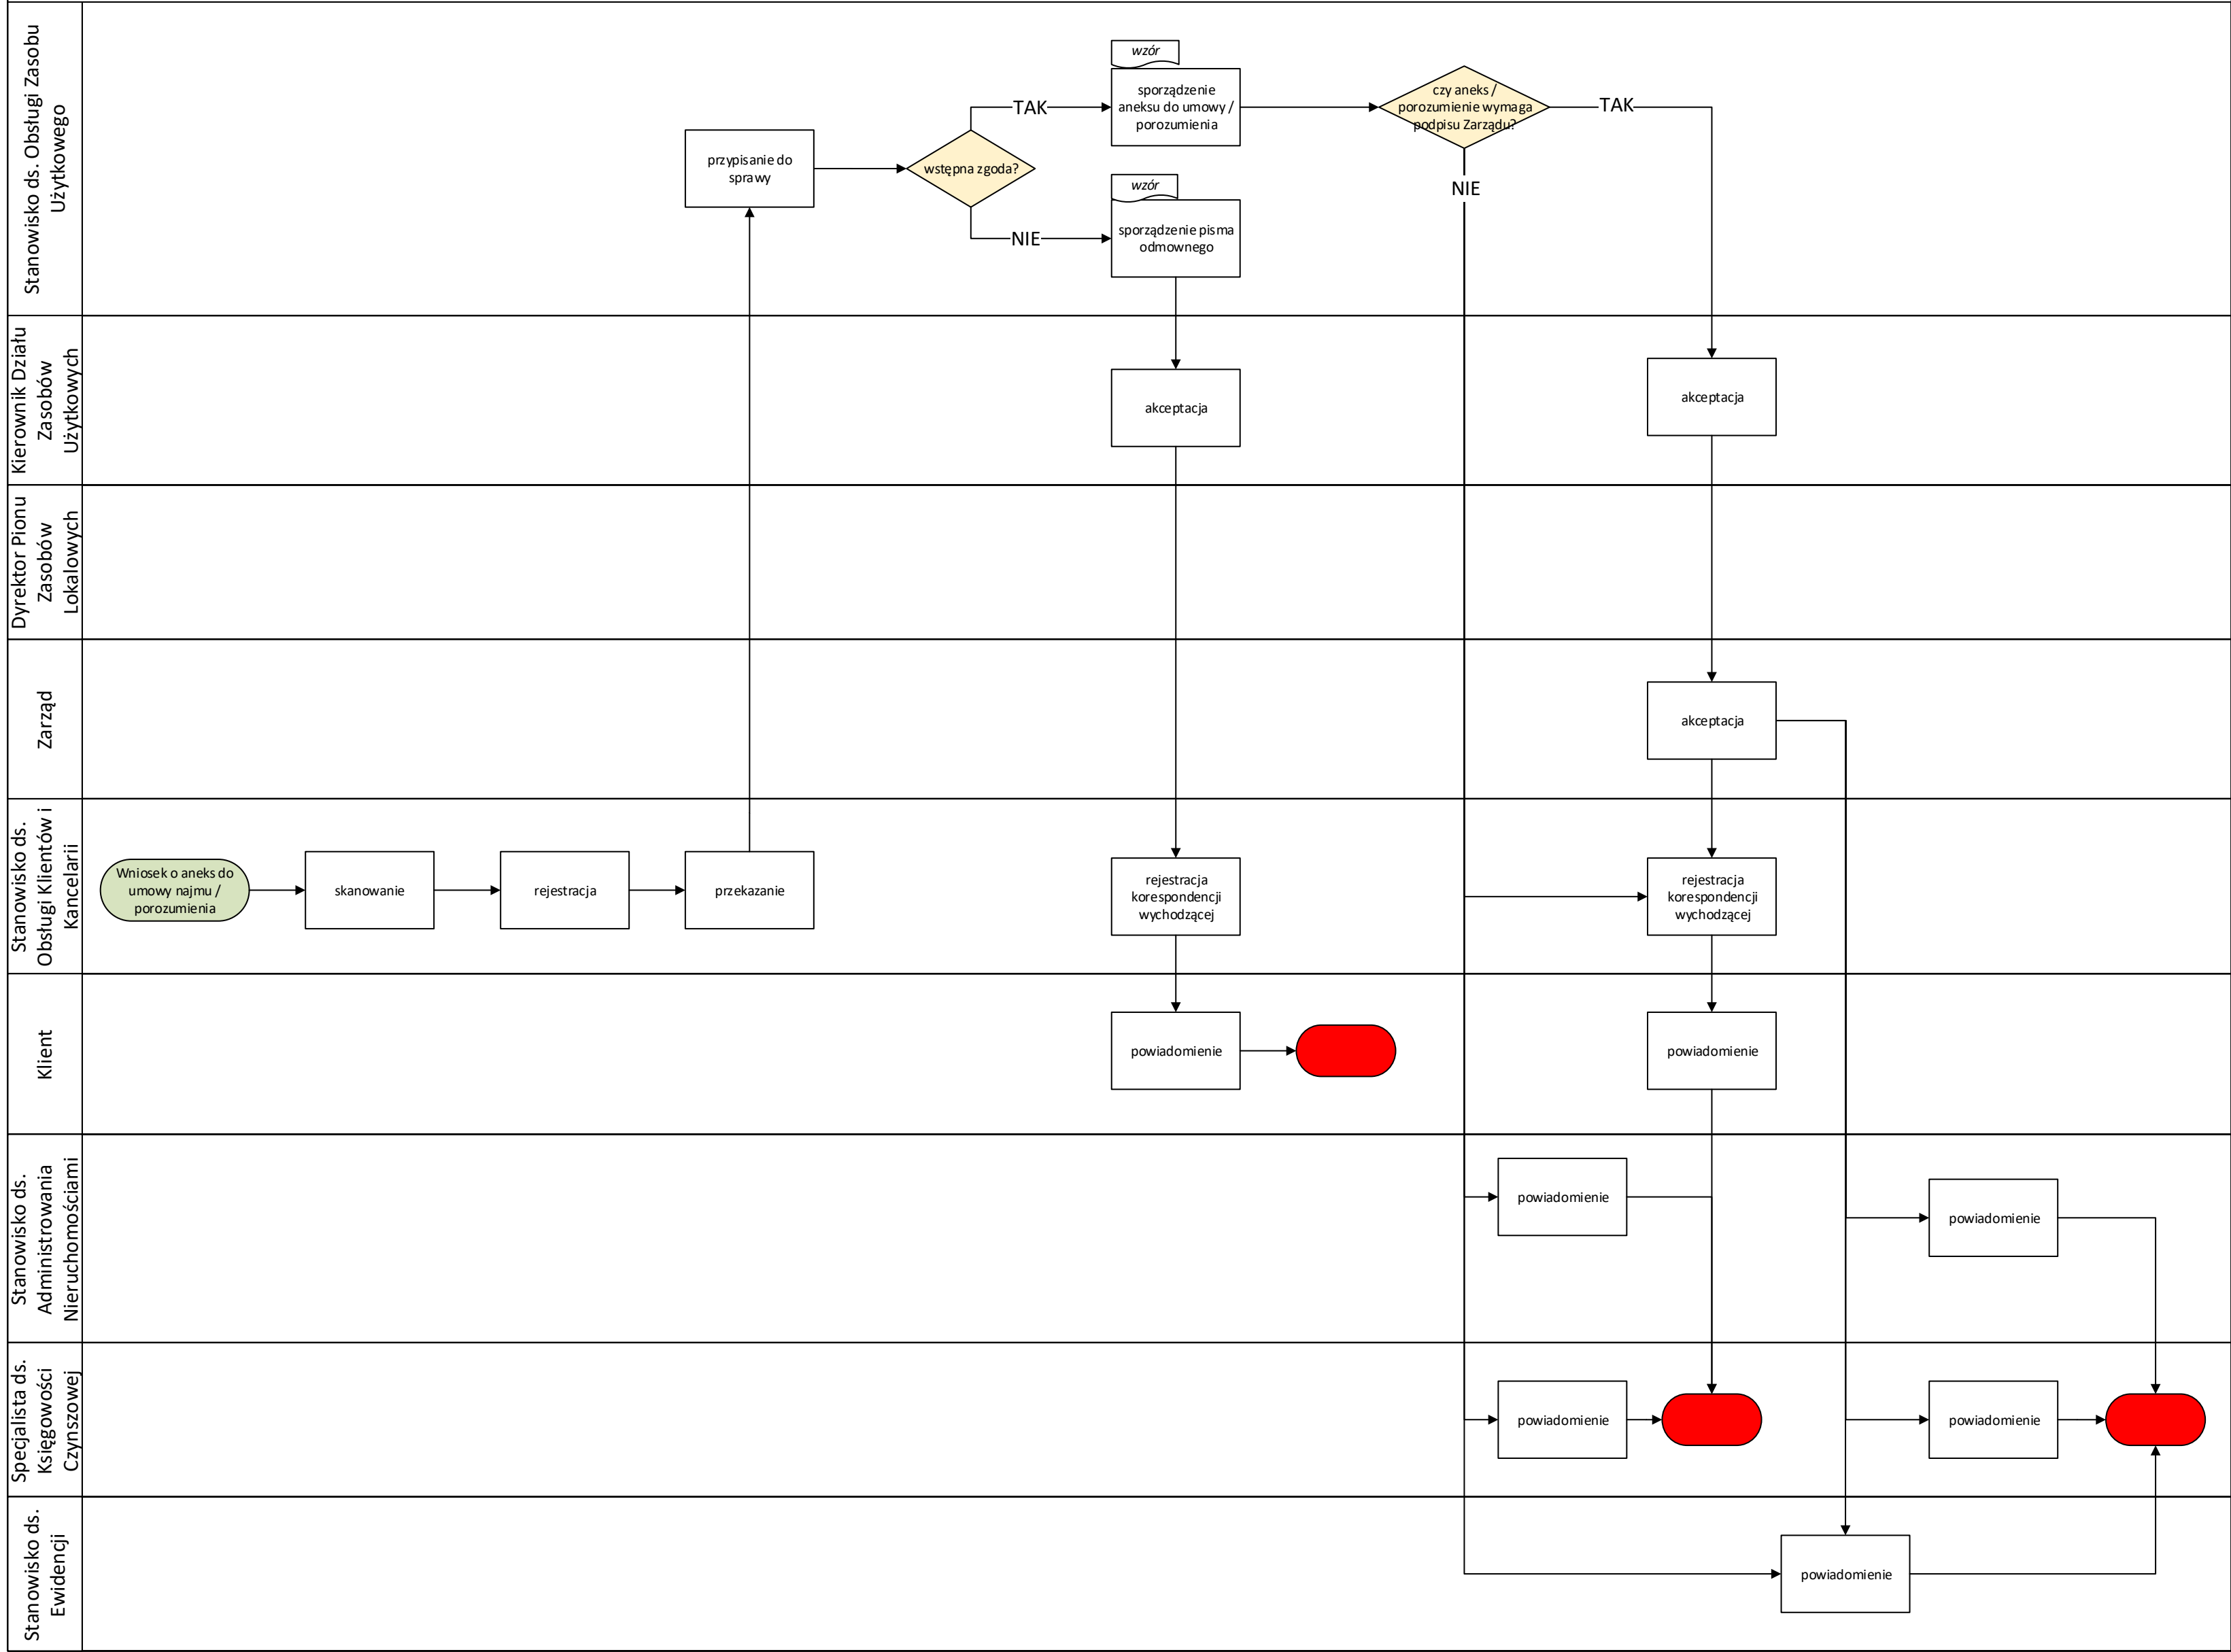 Stanowisko ds. Obsługi Zasobu
Użytkowego
wzór
sporządzenie
aneksu do umowy /
porozumienia
czy aneks /
porozumienie wymaga
podpisu Zarządu?
TAK
TAK
przypisanie do
sprawy
wstępna zgoda?
wzór
NIE
sporządzenie pisma
odmownego
NIE
Kierownik Działu
Zasobów
Użytkowych
akceptacja
akceptacja
Dyrektor Pionu
Zasobów
Lokalowych
Zarząd
akceptacja
Stanowisko ds.
Obsługi Klientów i
Kancelarii
Wniosek o aneks do
umowy najmu /
porozumienia
skanowanie
rejestracja
przekazanie
rejestracja
korespondencji
wychodzącej
rejestracja
korespondencji
wychodzącej
Klient
powiadomienie
powiadomienie
Stanowisko ds.
Administrowania
Nieruchomościami
powiadomienie
powiadomienie
Specjalista ds.
Księgowości
Czynszowej
powiadomienie
powiadomienie
Stanowisko ds.
Ewidencji
powiadomienie